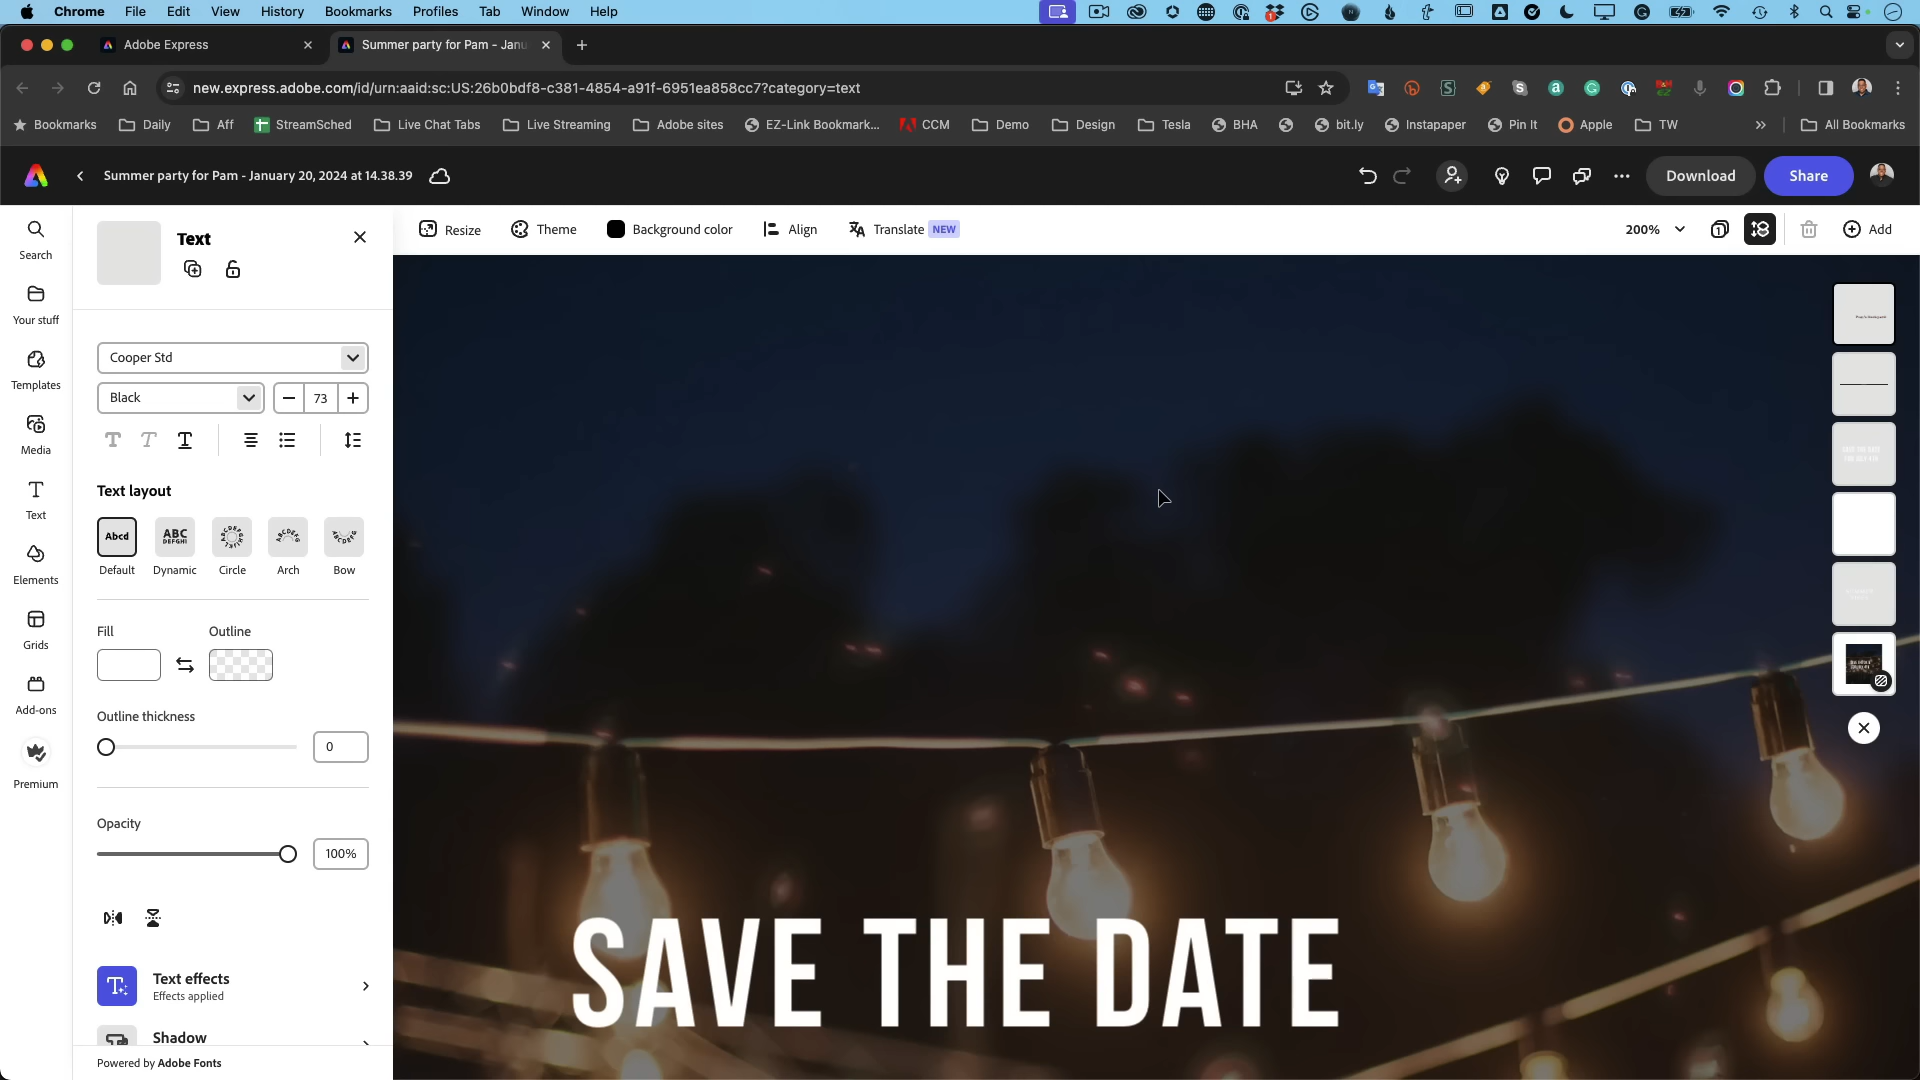 Chrome File Edit View History Bookmarks Profiles Tab Window Help
Adobe Express
Summer party for Pam - Janu
new.express.adobe.com/id/urn:aaid:sc:US:26b0bdf8-c381-4854-a91f-6951ea858cc7?category=text
Bookmarks Daily Aff StreamSched Live Chat Tabs Live Streaming Adobe sites EZ-Link Bookmark... CCM Demo Design Tesla BHA bit.ly Instapaper Pin It Apple TW » All Bookmarks
Summer party for Pam - January 20, 2024 at 14.38.39
Download Share
Resize Theme Background color Align Translate NEW 200% 1 Add
Search
Your stuff
Templates
Media
Text
Elements
Grids
Add-ons
Premium
Text
Cooper Std
Black 73
Text layout
Abcd ABC DEFGHI
Default Dynamic Circle Arch Bow
Fill Outline
Outline thickness
0
Opacity
100%
Text effects
Effects applied
Shadow
Powered by Adobe Fonts
SAVE THE DATE